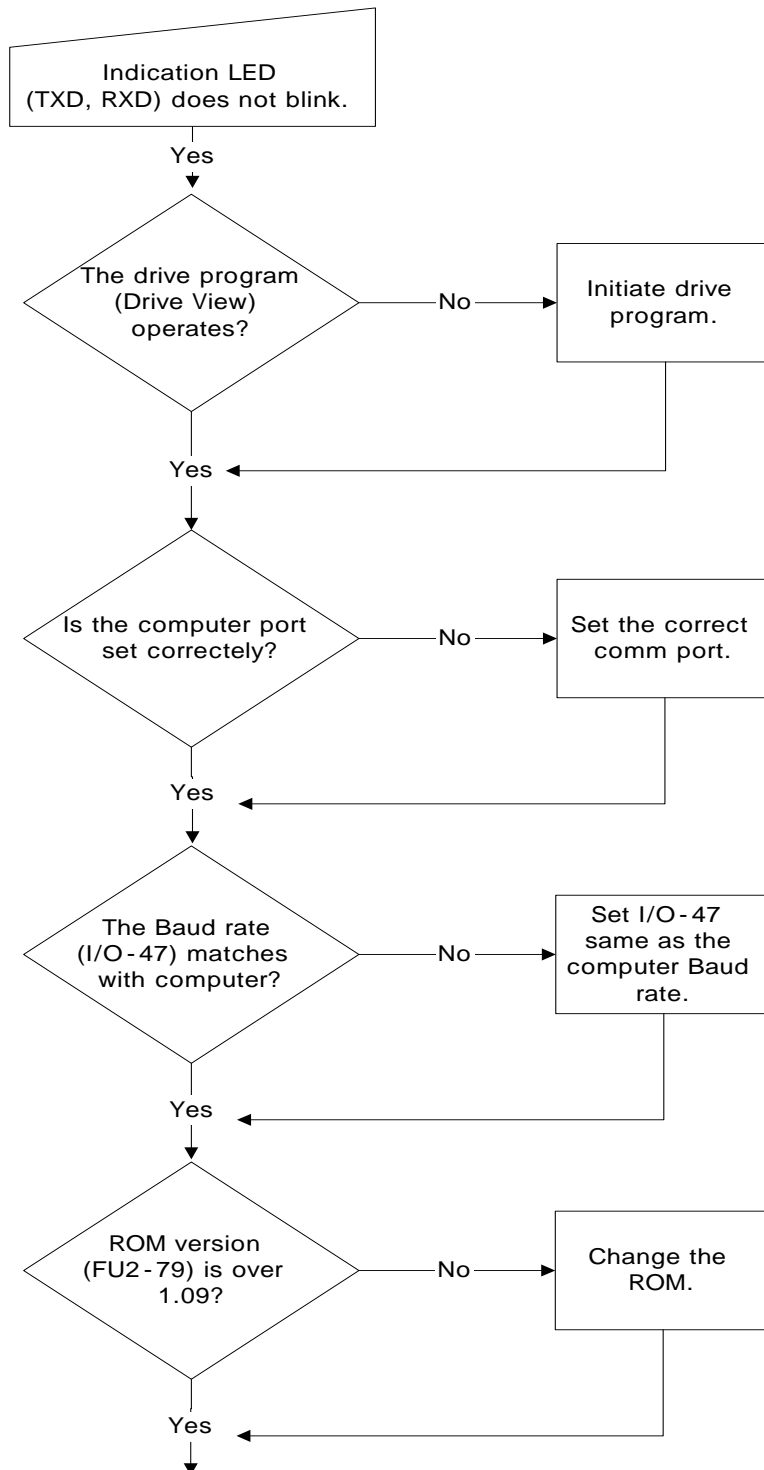 Indication LED
(TXD, RXD) does not blink.
Yes
The drive program
(Drive View)
operates?
No
Initiate drive
program.
Yes
Is the computer port
set correctely?
No
Set the correct
comm port.
Yes
The Baud rate
(I/O-47) matches
with computer?
No
Set I/O-47
same as the
computer Baud
rate.
Yes
ROM version
(FU2-79) is over
1.09?
No
Change the
ROM.
Yes